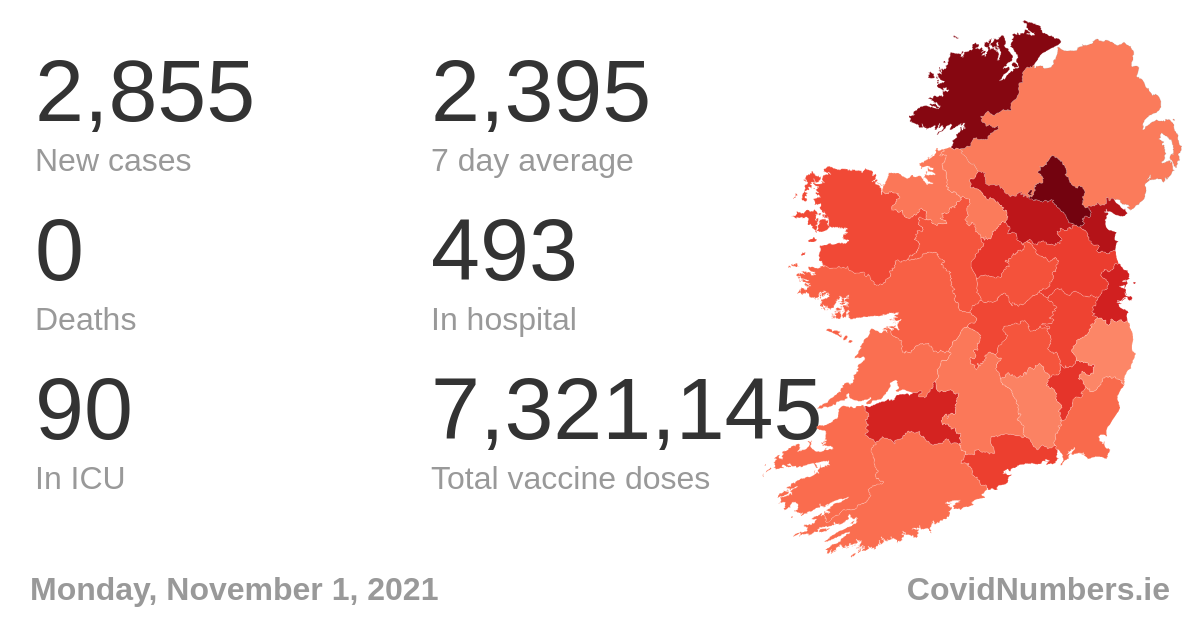 2,855
2,395
New cases
7 day average
0
493
Deaths
In hospital
90
7,321,145
In ICU
Total vaccine doses
Monday, November 1, 2021
CovidNumbers.ie